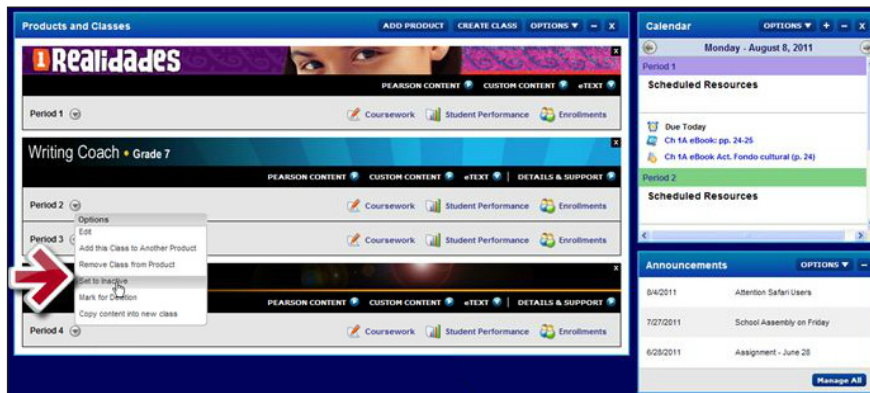 Products and Classes
ADD PRODUCT CREATE CLASS OPTIONS ▼ – X
1 Realidades
X
PEARSON CONTENT CUSTOM CONTENT eTEXT
Period 1
Coursework Student Performance Enrollments
X
Writing Coach • Grade 7
PEARSON CONTENT CUSTOM CONTENT eTEXT | DETAILS & SUPPORT
Period 2
Coursework Student Performance Enrollments
Options
Edit
Add this Class to Another Product
Remove Class from Product
Set to Inactive
Mark for Deletion
Copy content into new class
Period 3
Coursework Student Performance Enrollments
X
PEARSON CONTENT CUSTOM CONTENT eTEXT | DETAILS & SUPPORT
Period 4
Coursework Student Performance Enrollments
Calendar
OPTIONS ▼ + – X
Monday - August 8, 2011
Period 1
Scheduled Resources
Due Today
Ch 1A eBook: pp. 24-25
Ch 1A eBook Act. Fondo cultural (p. 24)
Period 2
Scheduled Resources
Announcements
OPTIONS ▼ –
8/4/2011 Attention Safari Users
7/27/2011 School Assembly on Friday
6/28/2011 Assignment - June 28
Manage All